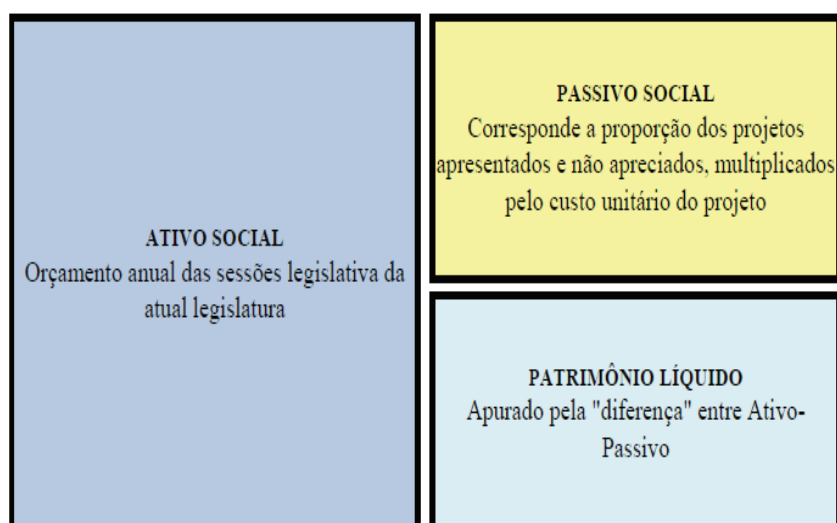 ATIVO SOCIAL
Orçamento anual das sessões legislativa da
atual legislatura
PASSIVO SOCIAL
Corresponde a proporção dos projetos
apresentados e não apreciados, multiplicados
pelo custo unitário do projeto
PATRIMÔNIO LÍQUIDO
Apurado pela "diferença" entre Ativo-
Passivo